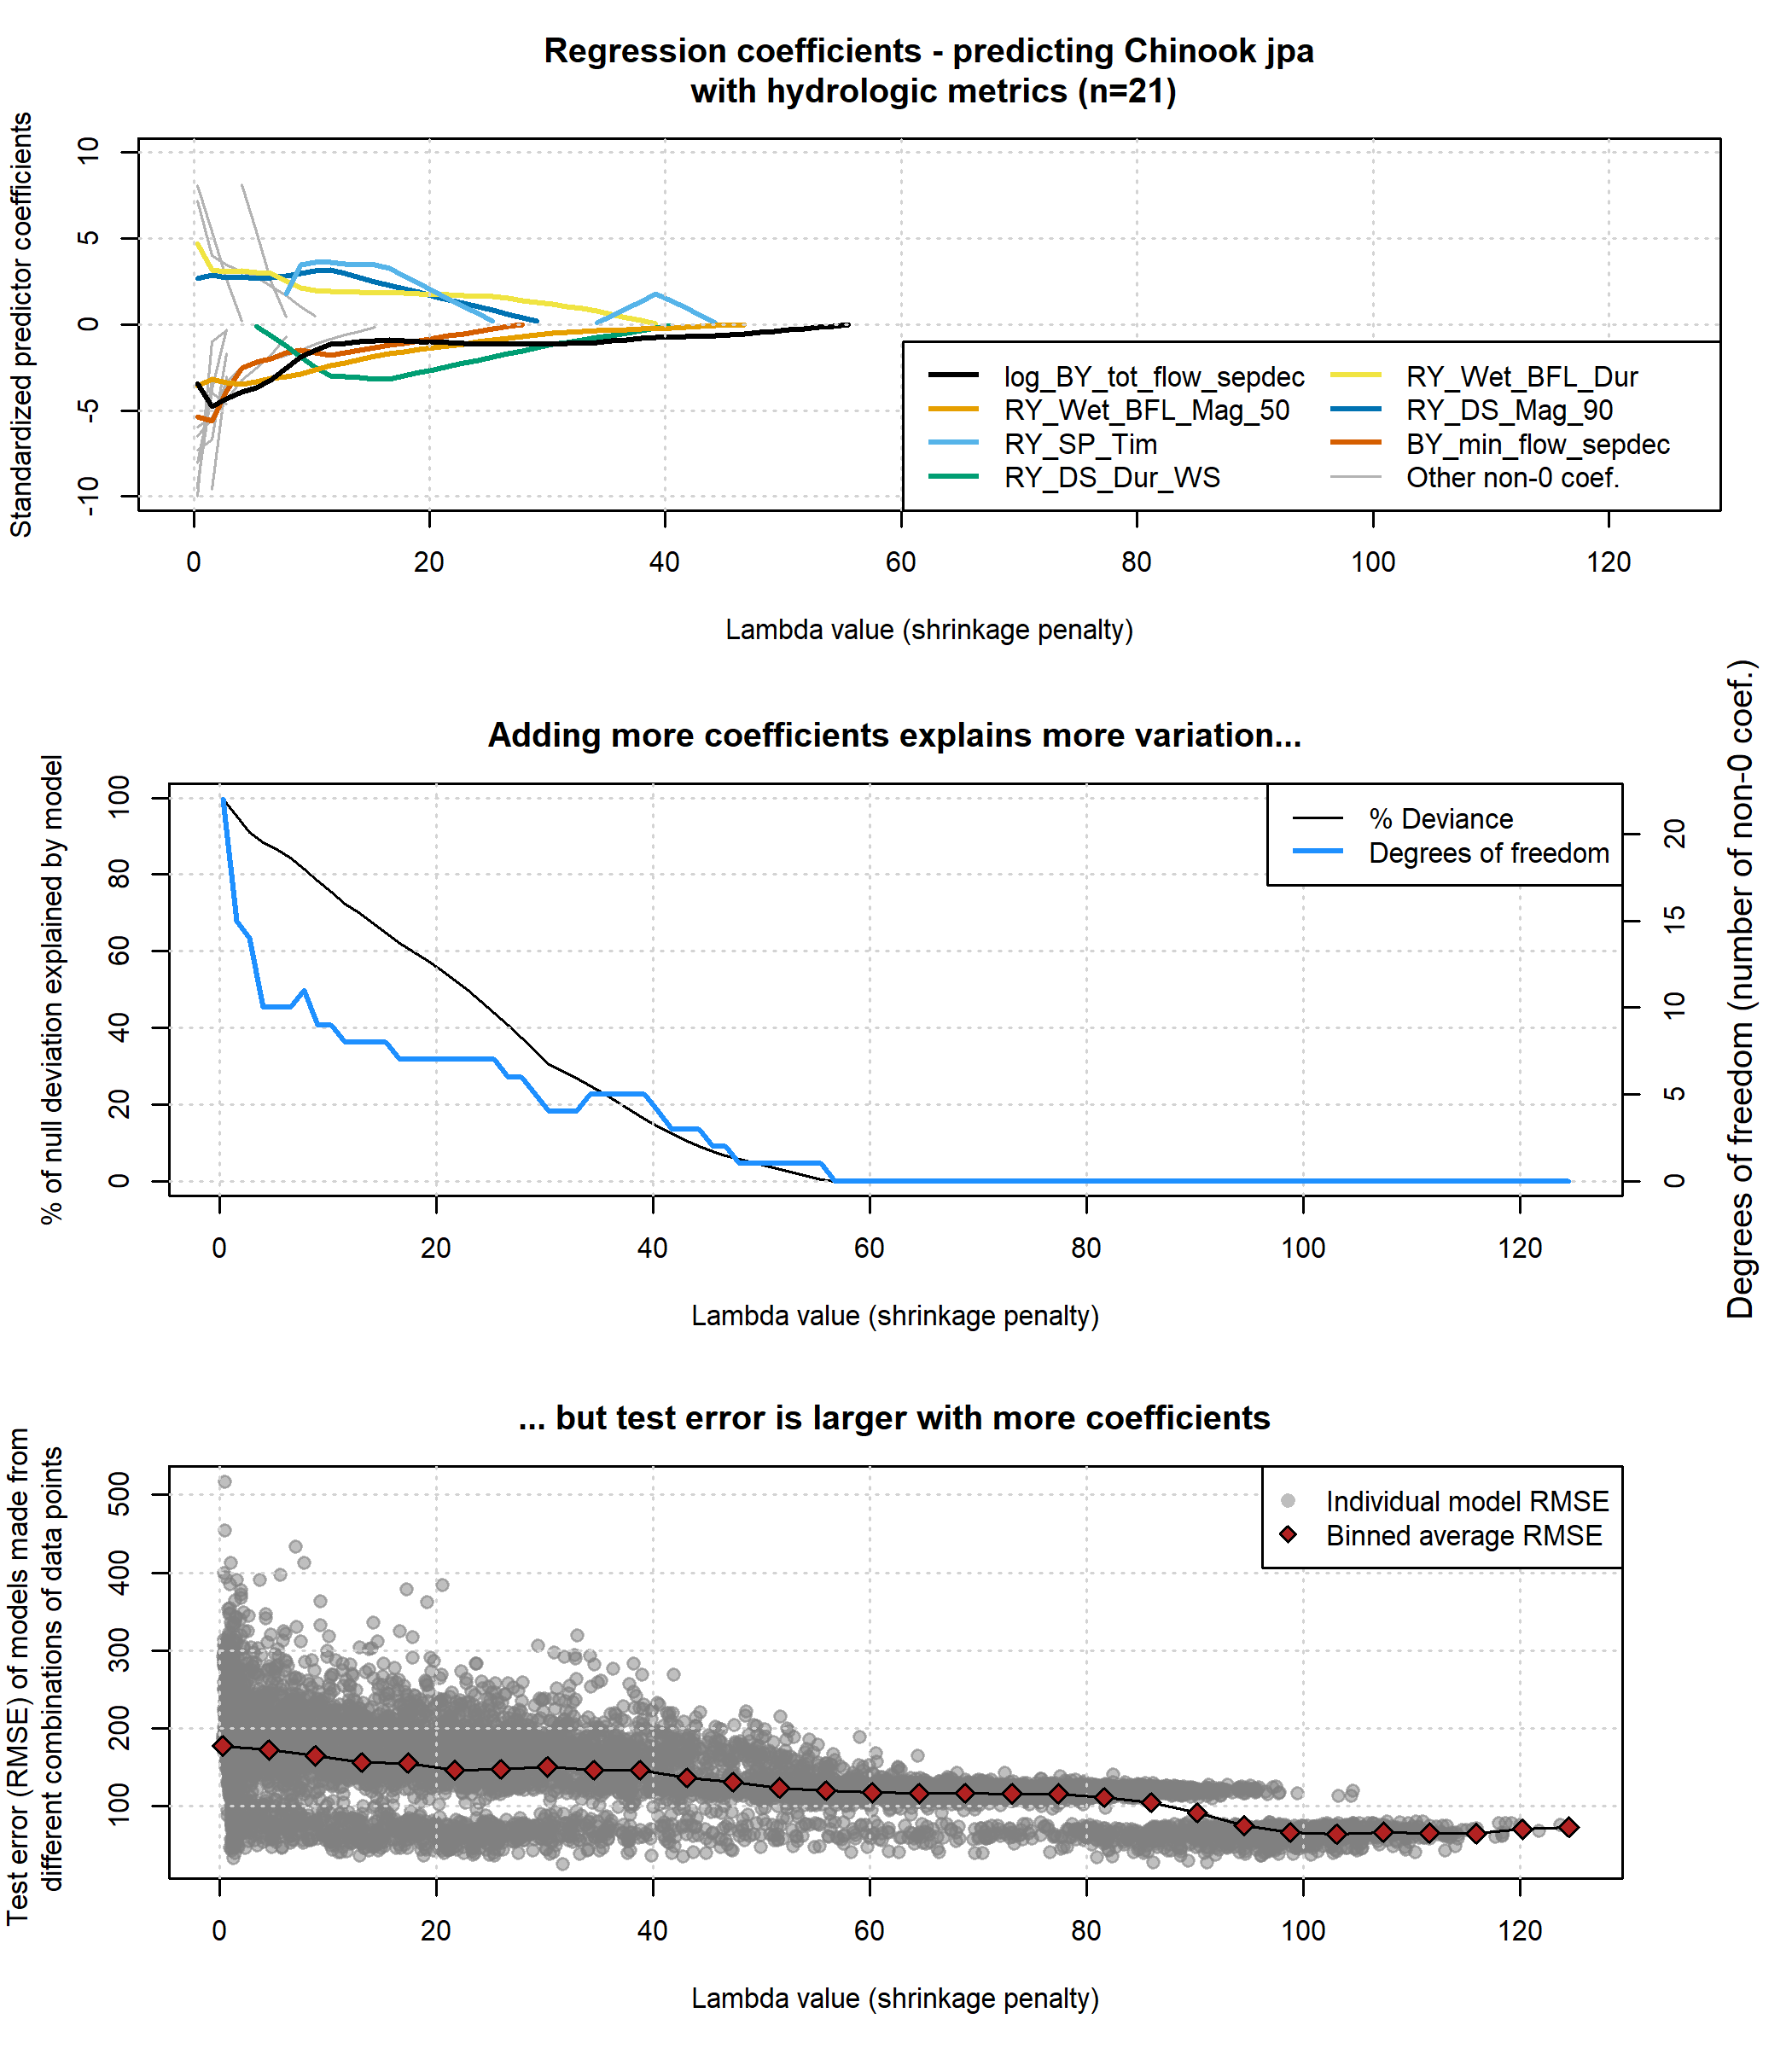 Regression coefficients - predicting Chinook jpa
with hydrologic metrics (n=21)
Standardized predictor coefficients
10
5
0
-5
-10
log_BY_tot_flow_sepdec
RY_Wet_BFL_Mag_50
RY_SP_Tim
RY_DS_Dur_WS
RY_Wet_BFL_Dur
RY_DS_Mag_90
BY_min_flow_sepdec
Other non-0 coef.
0 20 40 60 80 100 120
Lambda value (shrinkage penalty)
Adding more coefficients explains more variation...
% of null deviation explained by model
100
80
60
40
20
0
% Deviance
Degrees of freedom
20
15
10
5
0
Degrees of freedom (number of non-0 coef.)
0 20 40 60 80 100 120
Lambda value (shrinkage penalty)
... but test error is larger with more coefficients
Test error (RMSE) of models made from
different combinations of data points
500
400
300
200
100
Individual model RMSE
Binned average RMSE
0 20 40 60 80 100 120
Lambda value (shrinkage penalty)